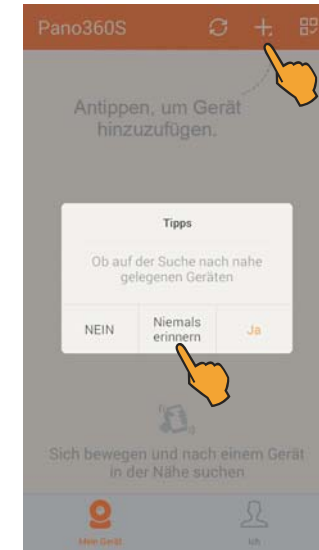 Pano360S
Antippen, um Gerät
hinzuzufügen.
Tipps
Ob auf der Suche nach nahe
gelegenen Geräten
NEIN
Niemals
erinnern
Ja
Sich bewegen und nach einem Gerät
in der Nähe suchen
Mein Gerät
Ich